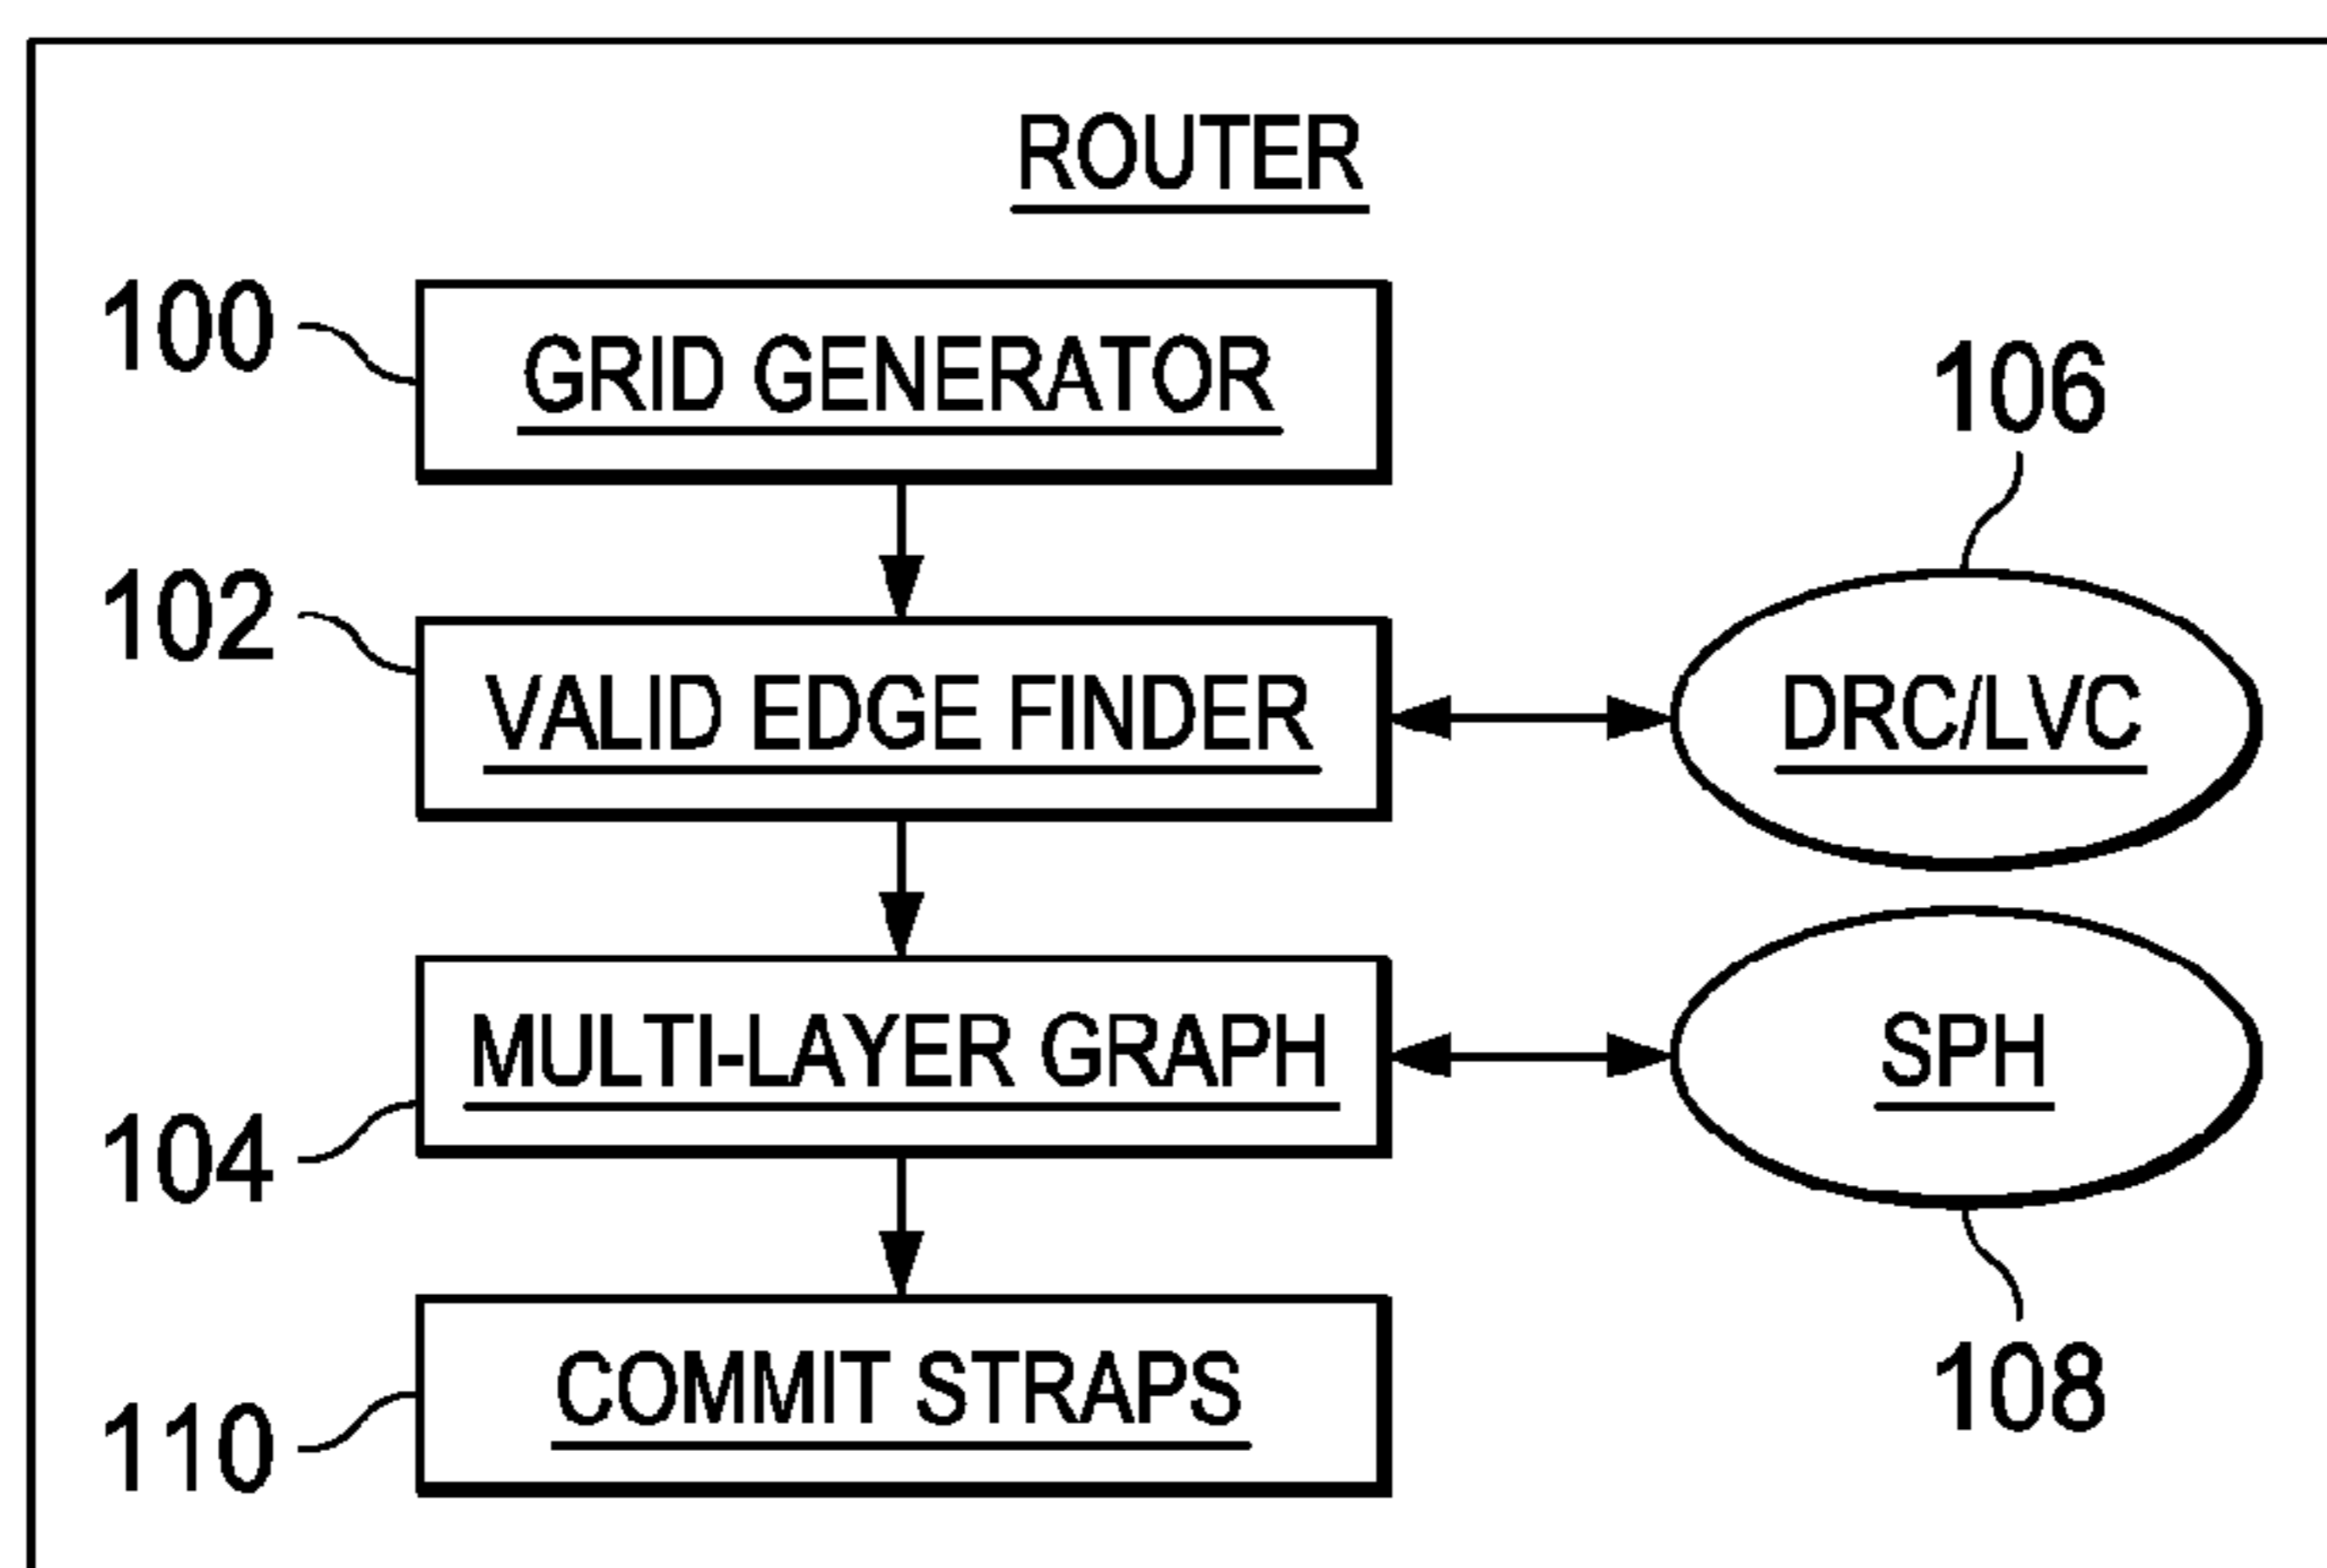 ROUTER
100
GRID GENERATOR
106
102
VALID EDGE FINDER
DRC/LVC
MULTI-LAYER GRAPH
SPH
104
COMMIT STRAPS
108
110